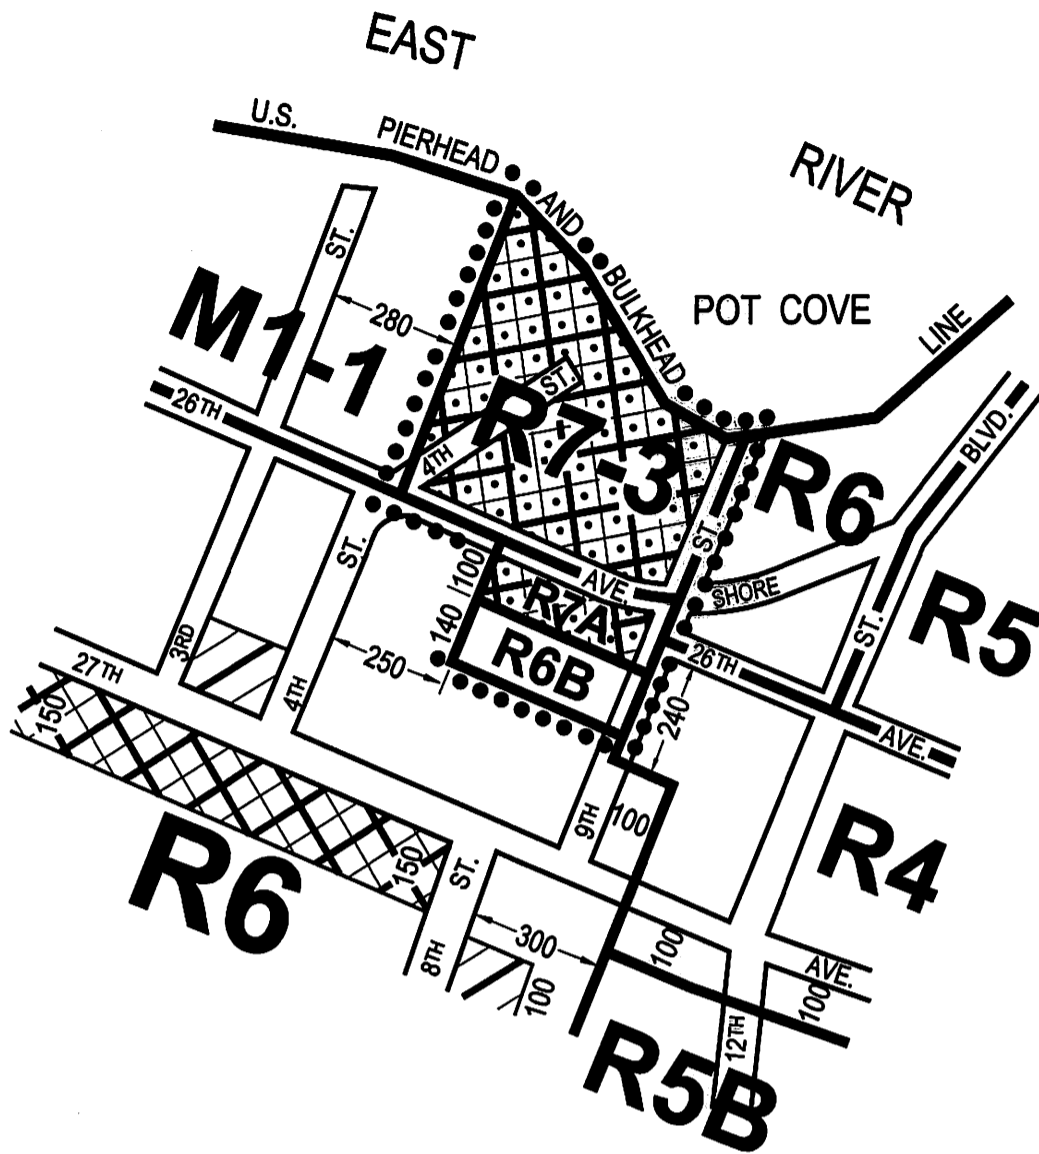 EAST
U.S.
PIERHEAD
AND
BULKHEAD
RIVER
POT COVE
LINE
ST.
M1-1
280
26TH
4TH
ST.
R7-3
R6
BLVD.
ST.
SHORE
ST.
R5
AVE.
ST.
100
R7A
140
R6B
250
26TH
AVE.
240
3RD
4TH
27TH
150
9TH
100
R4
150
ST.
R6
8TH
300
100
100
AVE.
100
12TH
R5B